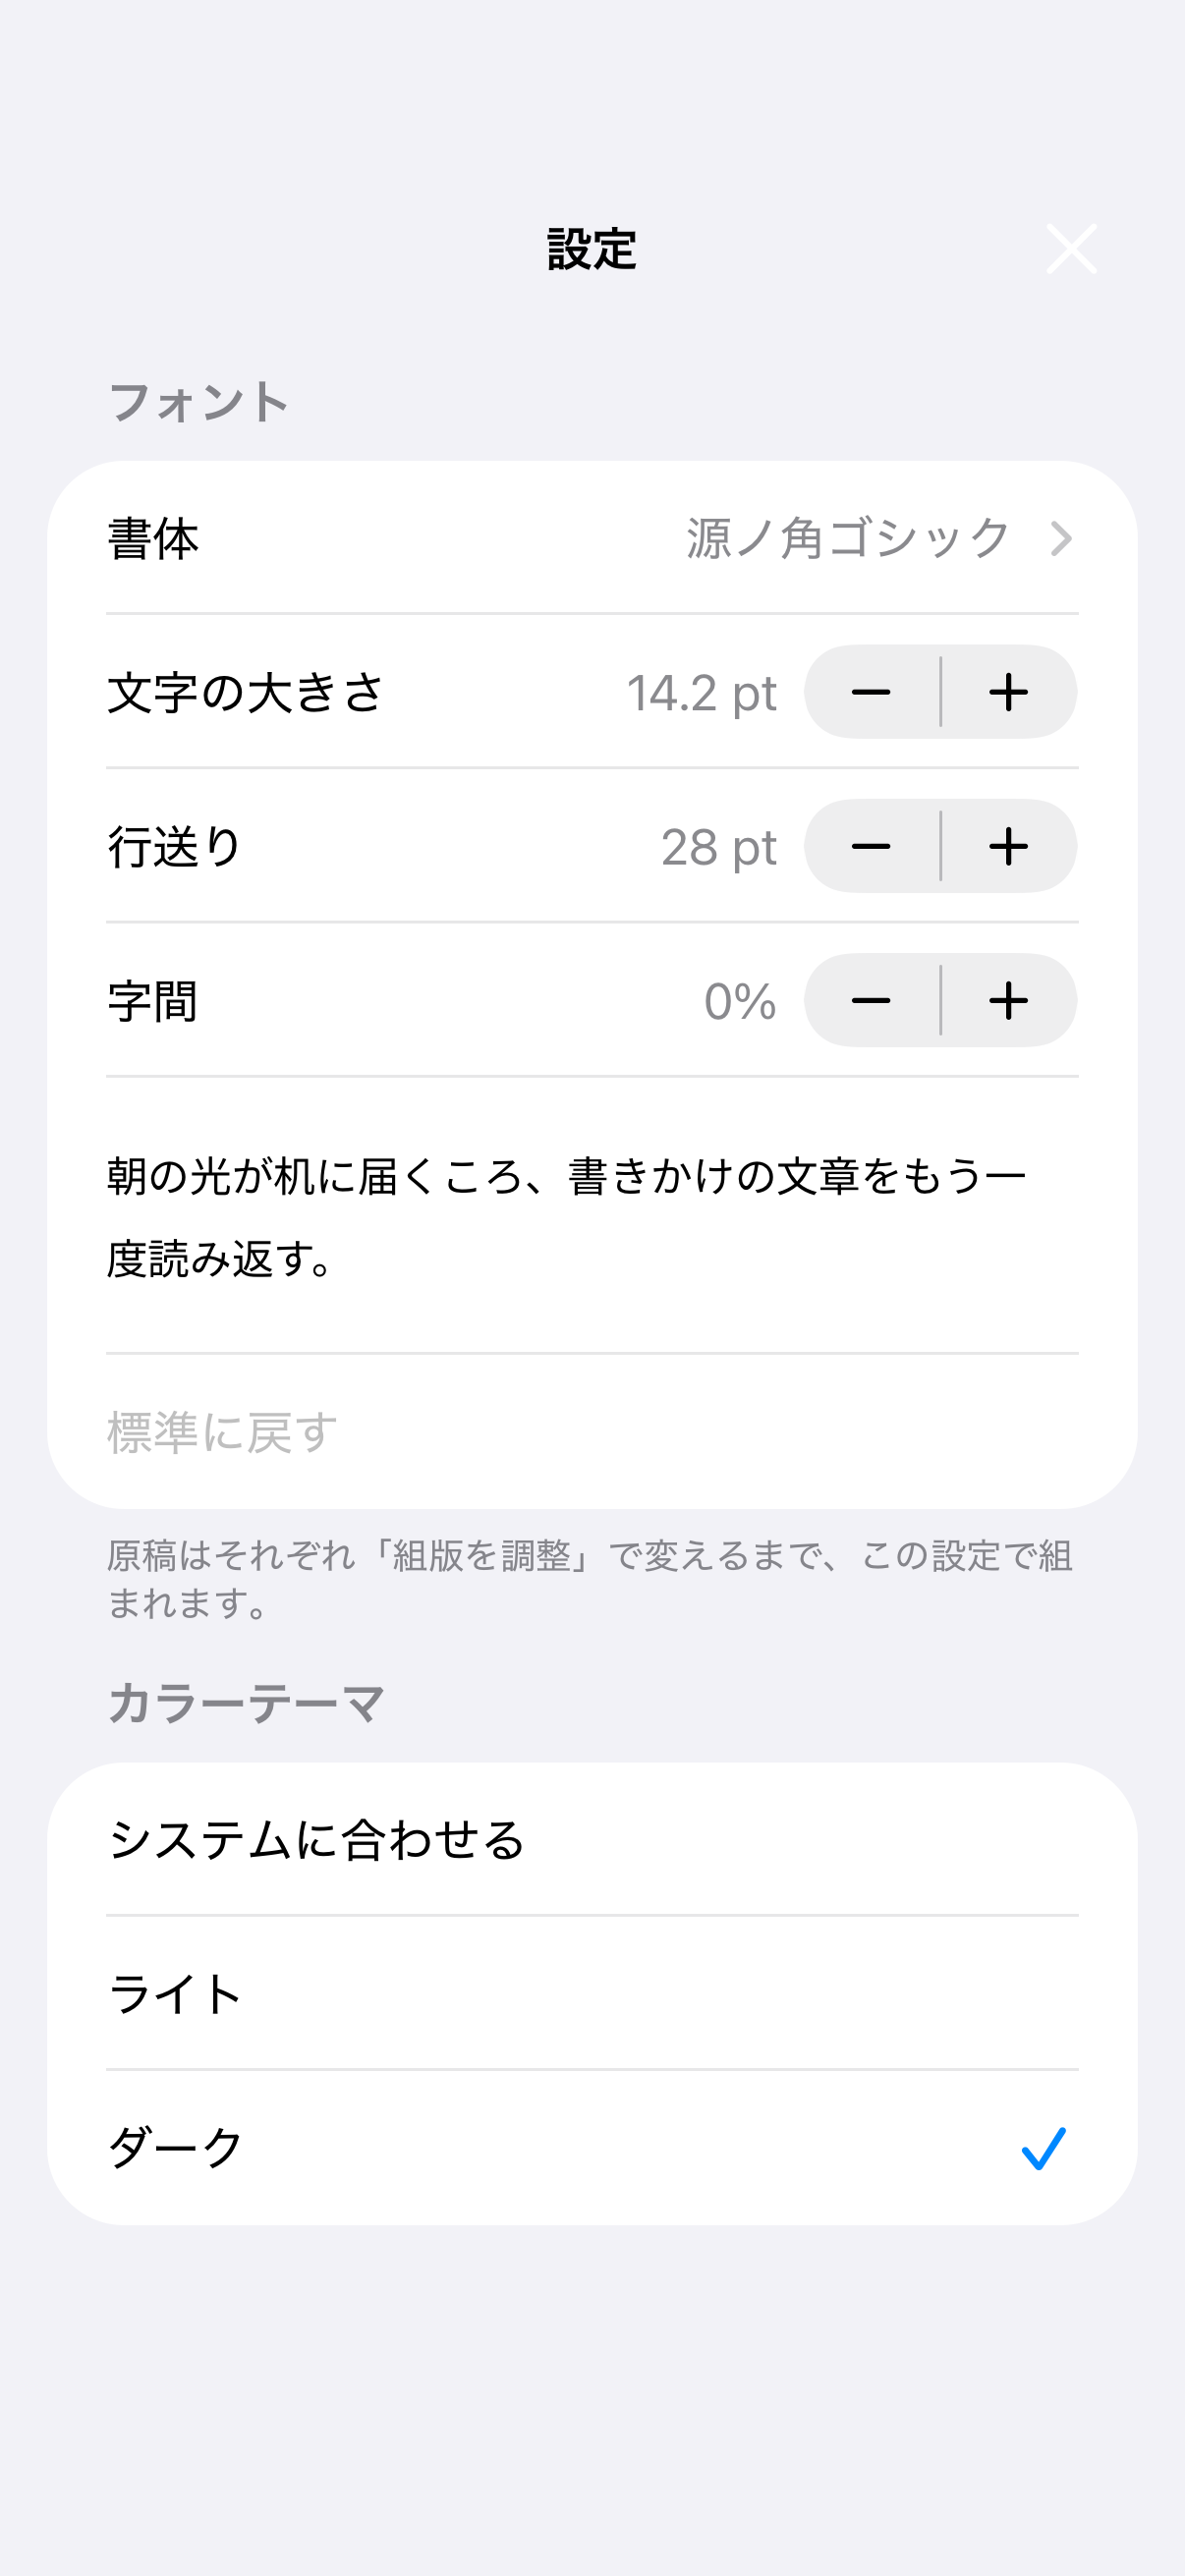 設定
フォント
書体 源ノ角ゴシック
文字の大きさ 14.2 pt
行送り 28 pt
字間 0%
朝の光が机に届くころ、書きかけの文章をもう一
度読み返す。
標準に戻す
原稿はそれぞれ「組版を調整」で変えるまで、この設定で組
まれます。
カラーテーマ
システムに合わせる
ライト
ダーク